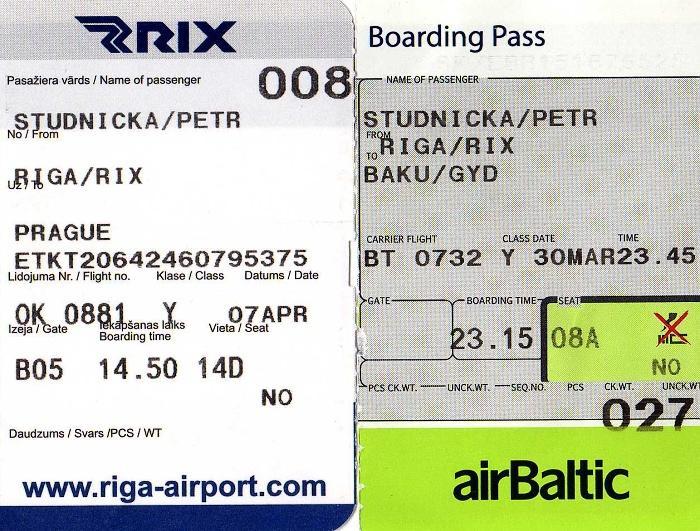 RIX
Pasažiera vārds / Name of passenger
008
STUDNICKA/PETR
No / From
RIGA/RIX
Uz / To
PRAGUE
ETKT20642460795375
Lidojuma Nr. / Flight no. Klase / Class Datums / Date
OK 0881 Y 07APR
Izeja / Gate Iekāpšanas laiks Vieta / Seat
Boarding time
B05 14.50 14D
NO
Daudzums / Svars /PCS / WT
www.riga-airport.com
Boarding Pass
NAME OF PASSENGER
STUDNICKA/PETR
FROM
RIGA/RIX
TO
BAKU/GYD
CARRIER FLIGHT CLASS DATE TIME
BT 0732 Y 30MAR23.45
GATE BOARDING TIME SEAT
23.15 08A
NO
PCS CK.WT. UNCK.WT. SEQ.NO. PCS CK.WT. UNCK.WT
027
airBaltic